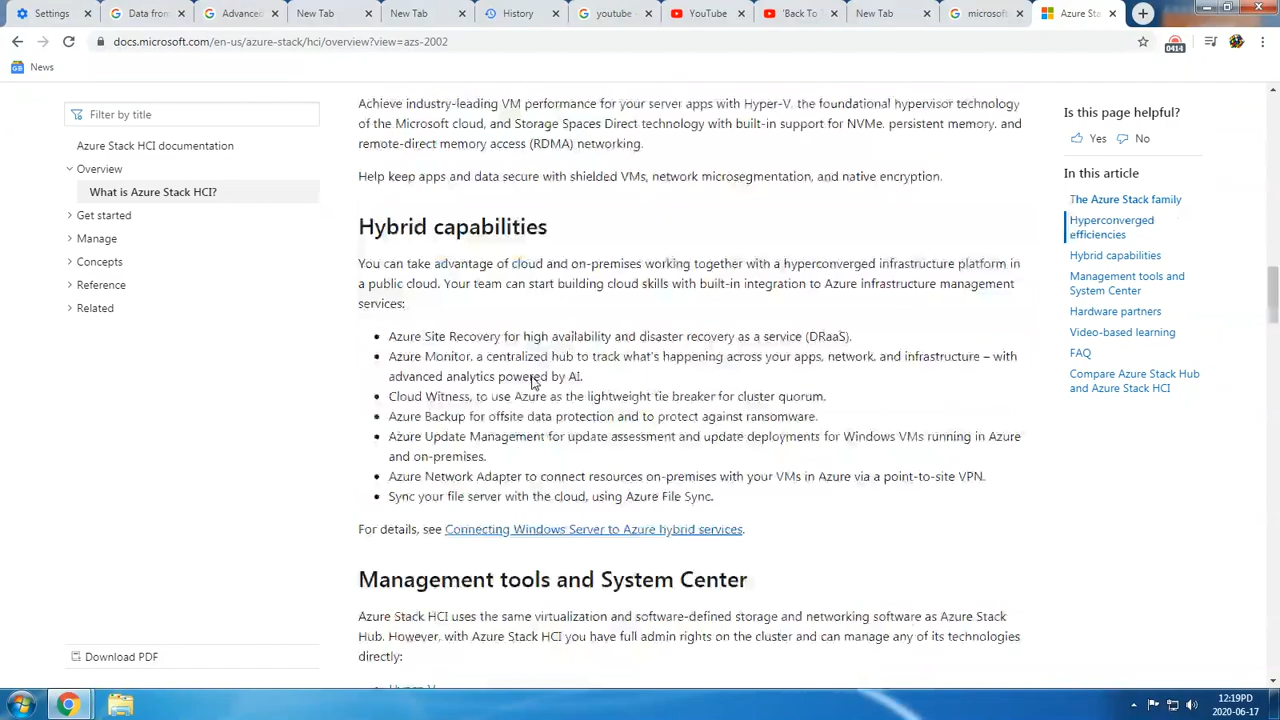 Settings
Data from
Advanced
New Tab
New Tab
History
youtube
YouTube
'Back To
New Tab
microsoft
Azure Sta
docs.microsoft.com/en-us/azure-stack/hci/overview?view=azs-2002
0414
News
Filter by title
Azure Stack HCI documentation
Overview
What is Azure Stack HCI?
Get started
Manage
Concepts
Reference
Related
Download PDF
Achieve industry-leading VM performance for your server apps with Hyper-V, the foundational hypervisor technology
of the Microsoft cloud, and Storage Spaces Direct technology with built-in support for NVMe, persistent memory, and
remote-direct memory access (RDMA) networking.
Help keep apps and data secure with shielded VMs, network microsegmentation, and native encryption.
Hybrid capabilities
You can take advantage of cloud and on-premises working together with a hyperconverged infrastructure platform in
a public cloud. Your team can start building cloud skills with built-in integration to Azure infrastructure management
services:
• Azure Site Recovery for high availability and disaster recovery as a service (DRaaS).
• Azure Monitor, a centralized hub to track what's happening across your apps, network, and infrastructure – with
advanced analytics powered by AI.
• Cloud Witness, to use Azure as the lightweight tie breaker for cluster quorum.
• Azure Backup for offsite data protection and to protect against ransomware.
• Azure Update Management for update assessment and update deployments for Windows VMs running in Azure
and on-premises.
• Azure Network Adapter to connect resources on-premises with your VMs in Azure via a point-to-site VPN.
• Sync your file server with the cloud, using Azure File Sync.
For details, see Connecting Windows Server to Azure hybrid services.
Management tools and System Center
Azure Stack HCI uses the same virtualization and software-defined storage and networking software as Azure Stack
Hub. However, with Azure Stack HCI you have full admin rights on the cluster and can manage any of its technologies
directly:
Is this page helpful?
Yes No
In this article
The Azure Stack family
Hyperconverged
efficiencies
Hybrid capabilities
Management tools and
System Center
Hardware partners
Video-based learning
FAQ
Compare Azure Stack Hub
and Azure Stack HCI
12:19PD
2020-06-17